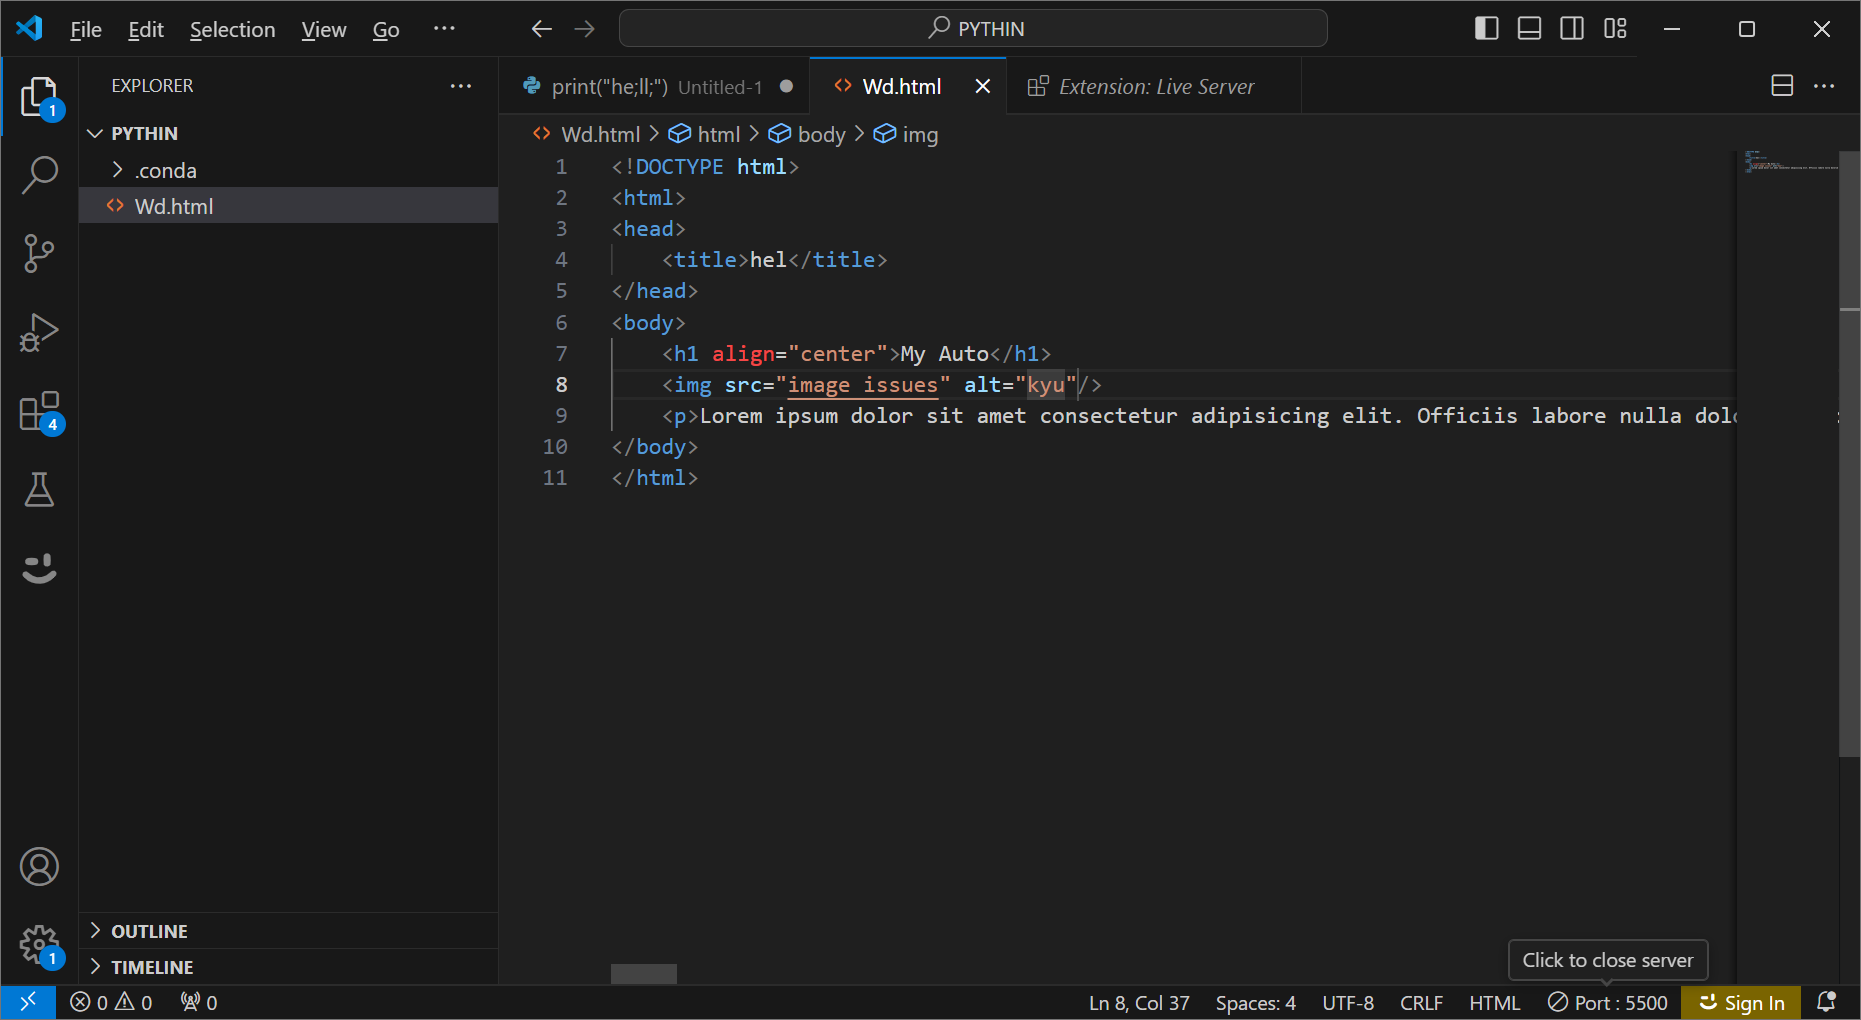 File Edit Selection View Go ··· PYTHIN
EXPLORER ···
print("he;ll;") Untitled-1
Wd.html
Extension: Live Server
1
PYTHIN
Wd.html > html > body > img
.conda
Wd.html
1 <!DOCTYPE html>
2 <html>
3 <head>
4 <title>hel</title>
5 </head>
6 <body>
7 <h1 align="center">My Auto</h1>
8 <img src="image issues" alt="kyu"/>
9 <p>Lorem ipsum dolor sit amet consectetur adipisicing elit. Officiis labore nulla
10 </body>
11 </html>
4
OUTLINE
1
TIMELINE
Click to close server
0 0 0 Ln 8, Col 37 Spaces: 4 UTF-8 CRLF HTML Port : 5500 Sign In